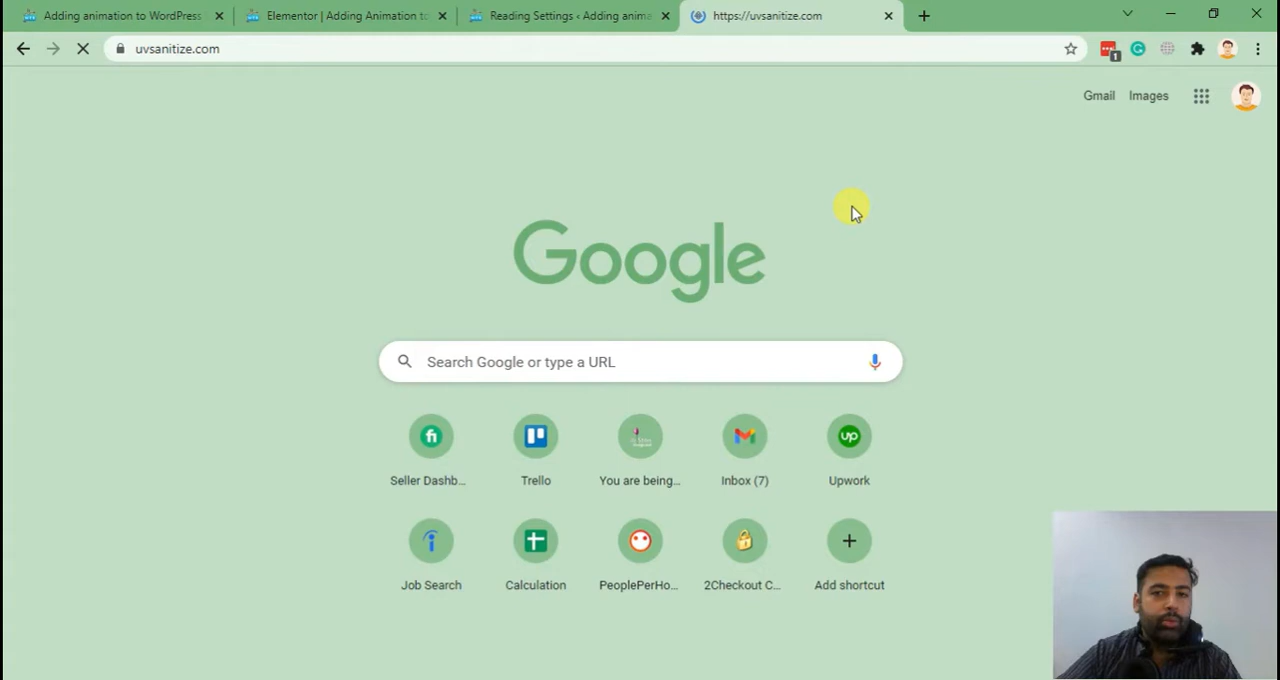 Adding animation to WordPress
Elementor | Adding Animation to
Reading Settings ‹ Adding anima
https://uvsanitize.com
uvsanitize.com
1
Gmail
Images
Google
Search Google or type a URL
Seller Dashb...
Trello
You are being...
Inbox (7)
Upwork
Job Search
Calculation
PeoplePerHo...
2Checkout C...
Add shortcut